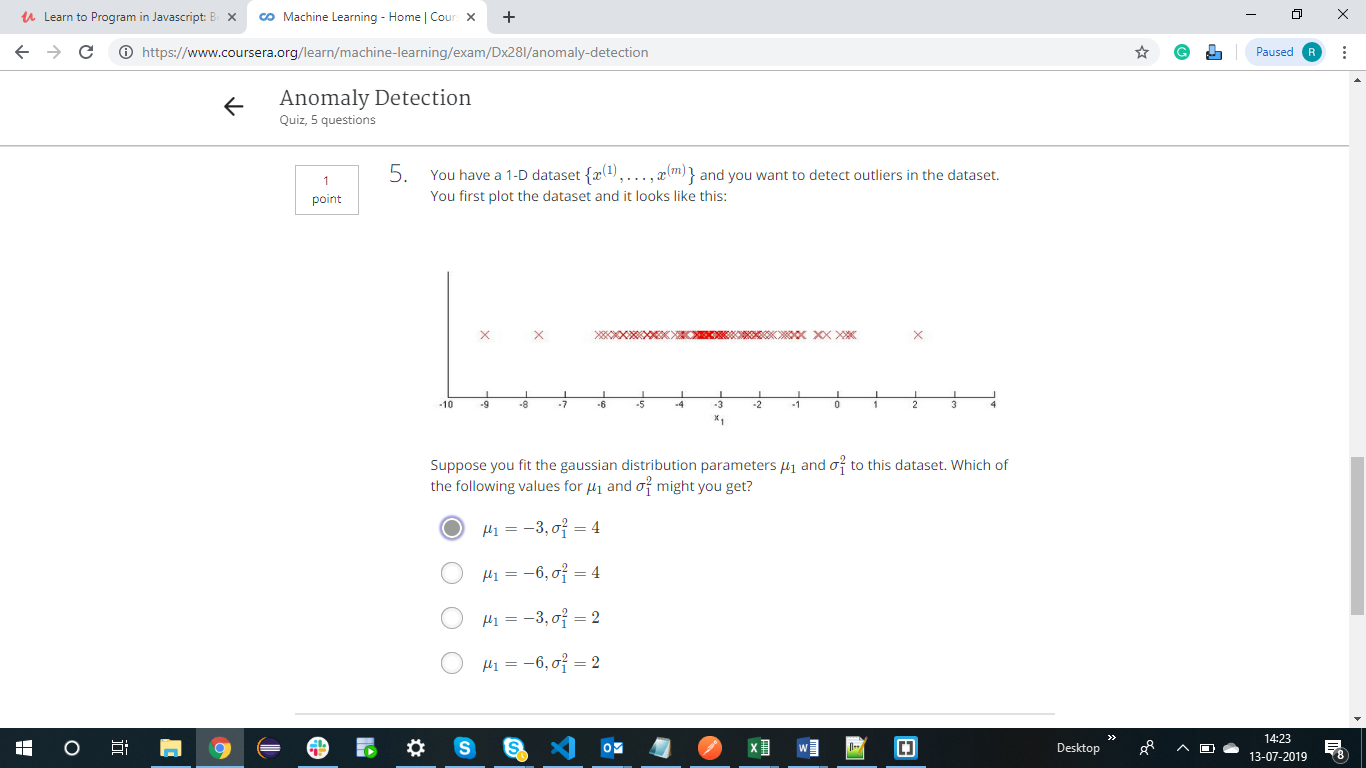 Learn to Program in Javascript: B
Machine Learning - Home | Cour
https://www.coursera.org/learn/machine-learning/exam/Dx28l/anomaly-detection
Paused R
Anomaly Detection
Quiz, 5 questions
1
point
5. You have a 1-D dataset {x⁽¹⁾, . . . , x⁽ᵐ⁾} and you want to detect outliers in the dataset.
You first plot the dataset and it looks like this:
-10 -9 -8 -7 -6 -5 -4 -3 -2 -1 0 1 2 3 4
x₁
Suppose you fit the gaussian distribution parameters μ₁ and σ₁² to this dataset. Which of
the following values for μ₁ and σ₁² might you get?
μ₁ = −3, σ₁² = 4
μ₁ = −6, σ₁² = 4
μ₁ = −3, σ₁² = 2
μ₁ = −6, σ₁² = 2
Desktop
14:23
13-07-2019
8